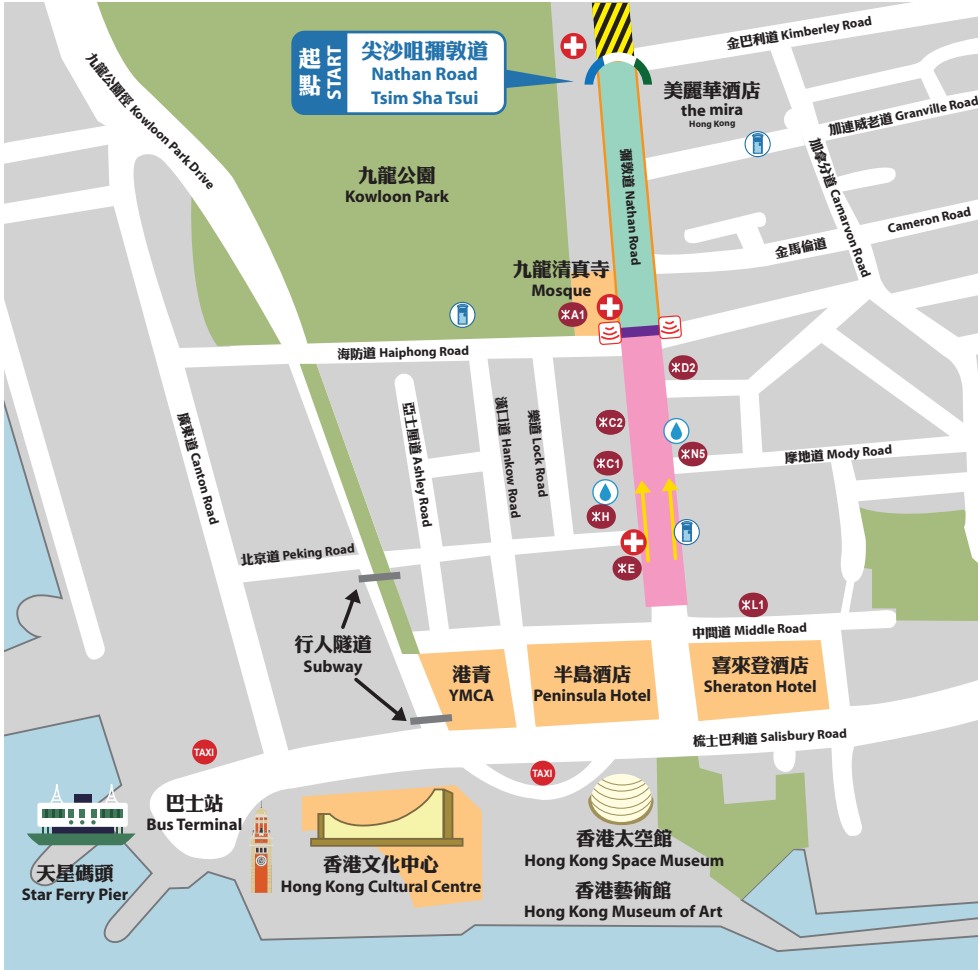 金巴利道 Kimberley Road
起點
START
尖沙咀彌敦道
Nathan Road
Tsim Sha Tsui
九龍公園徑 Kowloon Park Drive
美麗華酒店
the mira
Hong Kong
加連威老道 Granville Road
加拿分道 Carnarvon Road
九龍公園
Kowloon Park
彌敦道 Nathan Road
金馬倫道
Cameron Road
九龍清真寺
Mosque
A1
海防道 Haiphong Road
D2
廣東道 Canton Road
亞士厘道 Ashley Road
漢口道 Hankow Road
樂道 Lock Road
C2
C1
N5
摩地道 Mody Road
H
E
北京道 Peking Road
L1
中間道 Middle Road
行人隧道
Subway
港青
YMCA
半島酒店
Peninsula Hotel
喜來登酒店
Sheraton Hotel
梳士巴利道 Salisbury Road
TAXI
TAXI
巴士站
Bus Terminal
天星碼頭
Star Ferry Pier
香港文化中心
Hong Kong Cultural Centre
香港太空館
Hong Kong Space Museum
香港藝術館
Hong Kong Museum of Art